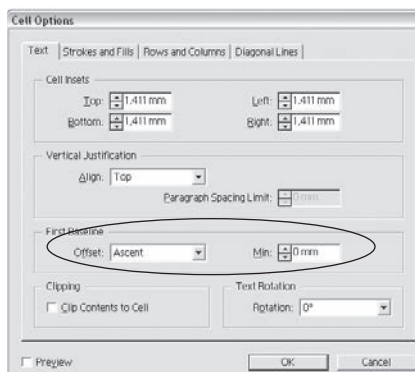 Cell Options
Text Strokes and Fills Rows and Columns Diagonal Lines
Cell Insets
Top: 1,411 mm Left: 1,411 mm
Bottom: 1,411 mm Right: 1,411 mm
Vertical Justification
Align: Top
Paragraph Spacing Limit: 0 mm
First Baseline
Offset: Ascent Min: 0 mm
Clipping Text Rotation
Clip Contents to Cell Rotation: 0°
Preview OK Cancel